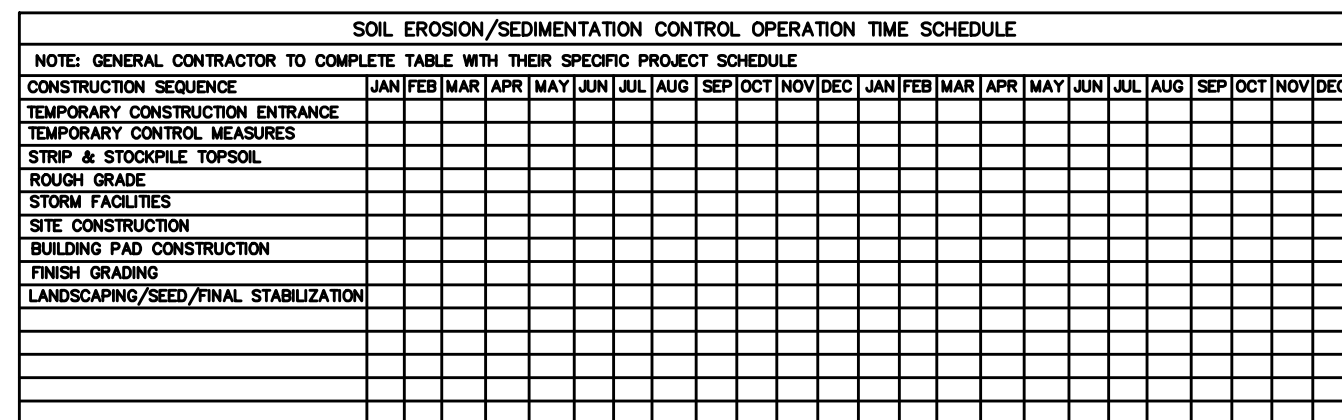 SOIL EROSION/SEDIMENTATION CONTROL OPERATION TIME SCHEDULE
NOTE: GENERAL CONTRACTOR TO COMPLETE TABLE WITH THEIR SPECIFIC PROJECT SCHEDULE
CONSTRUCTION SEQUENCE JAN FEB MAR APR MAY JUN JUL AUG SEP OCT NOV DEC JAN FEB MAR APR MAY JUN JUL AUG SEP OCT NOV DEC
TEMPORARY CONSTRUCTION ENTRANCE
TEMPORARY CONTROL MEASURES
STRIP & STOCKPILE TOPSOIL
ROUGH GRADE
STORM FACILITIES
SITE CONSTRUCTION
BUILDING PAD CONSTRUCTION
FINISH GRADING
LANDSCAPING/SEED/FINAL STABILIZATION